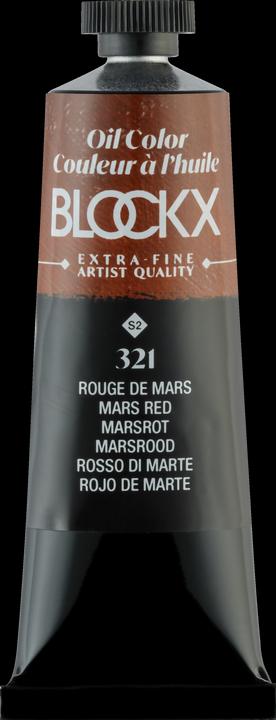 Oil Color
Couleur à l'huile
BLOCKX
EXTRA-FINE
ARTIST QUALITY
S2
321
ROUGE DE MARS
MARS RED
MARSROT
MARSROOD
ROSSO DI MARTE
ROJO DE MARTE